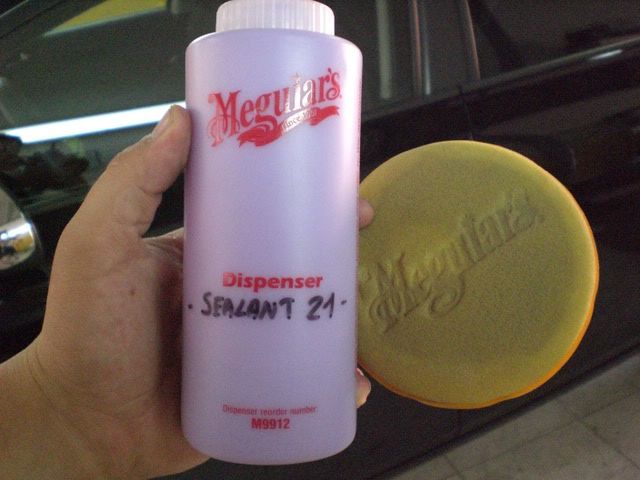 Meguiar's
Since 1901
Dispenser
- SEALANT 21 -
Dispenser reorder number:
M9912
Meguiar's